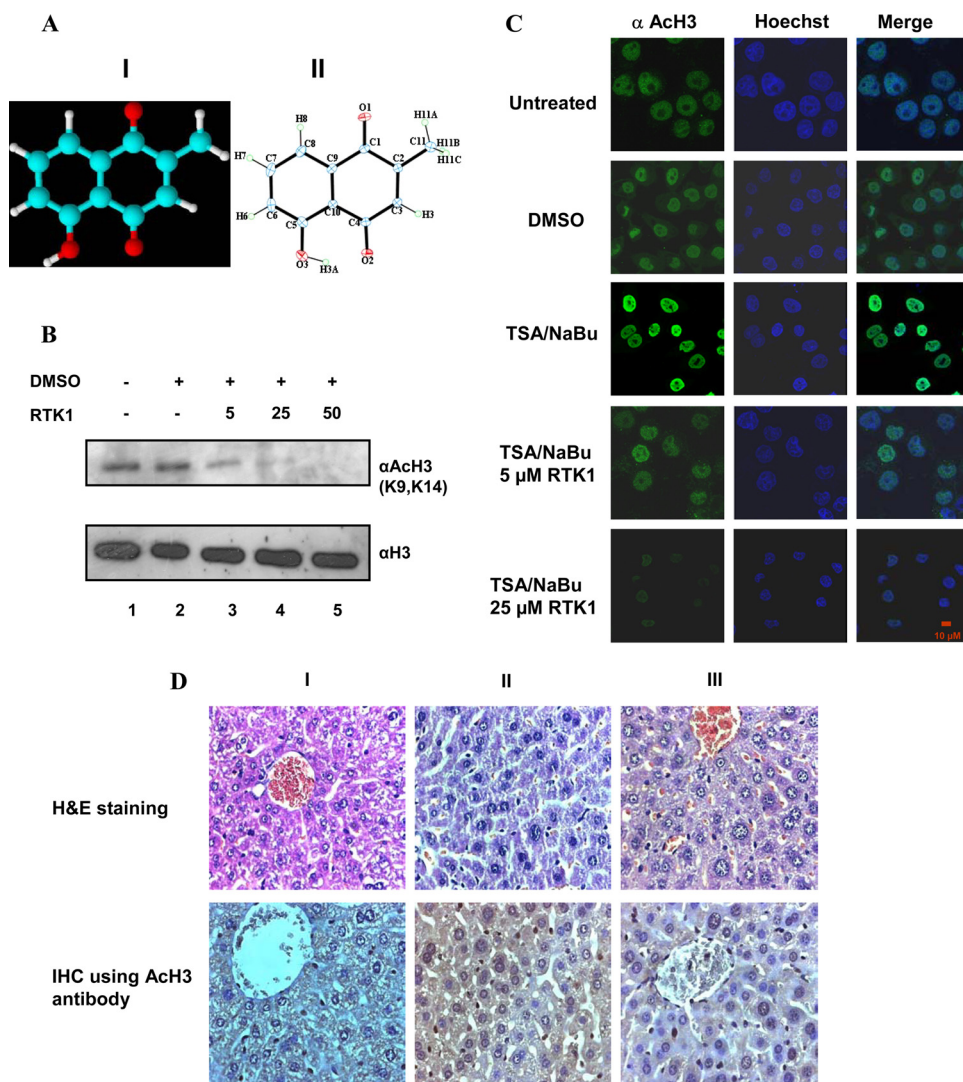 A
I II
O1
H8
H11A
C1
C11
H11B
C8
H11C
H7
C7
C9
C2
C6
C10
C3
H6
C5
C4
H3
O3
H3A
O2
B
DMSO - + + + +
RTK1 - - 5 25 50
αAcH3
(K9,K14)
αH3
1 2 3 4 5
C
α AcH3 Hoechst Merge
Untreated
DMSO
TSA/NaBu
TSA/NaBu
5 µM RTK1
TSA/NaBu
25 µM RTK1
10 µM
D
I II III
H&E staining
IHC using AcH3
antibody